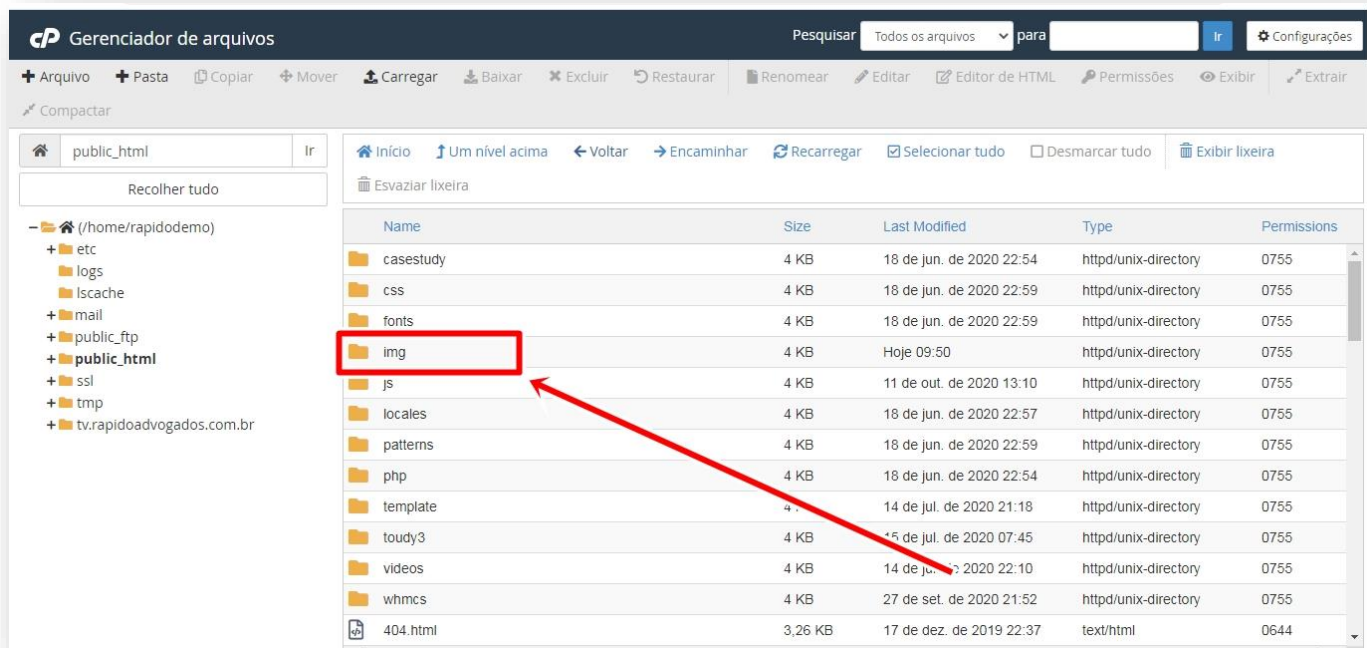 cP Gerenciador de arquivos
Pesquisar Todos os arquivos para Ir Configurações
Arquivo Pasta Copiar Mover Carregar Baixar Excluir Restaurar Renomear Editar Editor de HTML Permissões Exibir Extrair
Compactar
public_html Ir
Recolher tudo
(/home/rapidodemo)
etc
logs
lscache
mail
public_ftp
public_html
ssl
tmp
tv.rapidoadvogados.com.br
Início Um nível acima Voltar Encaminhar Recarregar Selecionar tudo Desmarcar tudo Exibir lixeira
Esvaziar lixeira
Name Size Last Modified Type Permissions
casestudy 4 KB 18 de jun. de 2020 22:54 httpd/unix-directory 0755
css 4 KB 18 de jun. de 2020 22:59 httpd/unix-directory 0755
fonts 4 KB 18 de jun. de 2020 22:59 httpd/unix-directory 0755
img 4 KB Hoje 09:50 httpd/unix-directory 0755
js 4 KB 11 de out. de 2020 13:10 httpd/unix-directory 0755
locales 4 KB 18 de jun. de 2020 22:57 httpd/unix-directory 0755
patterns 4 KB 18 de jun. de 2020 22:59 httpd/unix-directory 0755
php 4 KB 18 de jun. de 2020 22:54 httpd/unix-directory 0755
template 4 14 de jul. de 2020 21:18 httpd/unix-directory 0755
toudy3 4 KB 15 de jul. de 2020 07:45 httpd/unix-directory 0755
videos 4 KB 14 de 2020 22:10 httpd/unix-directory 0755
whmcs 4 KB 27 de set. de 2020 21:52 httpd/unix-directory 0755
404.html 3,26 KB 17 de dez. de 2019 22:37 text/html 0644